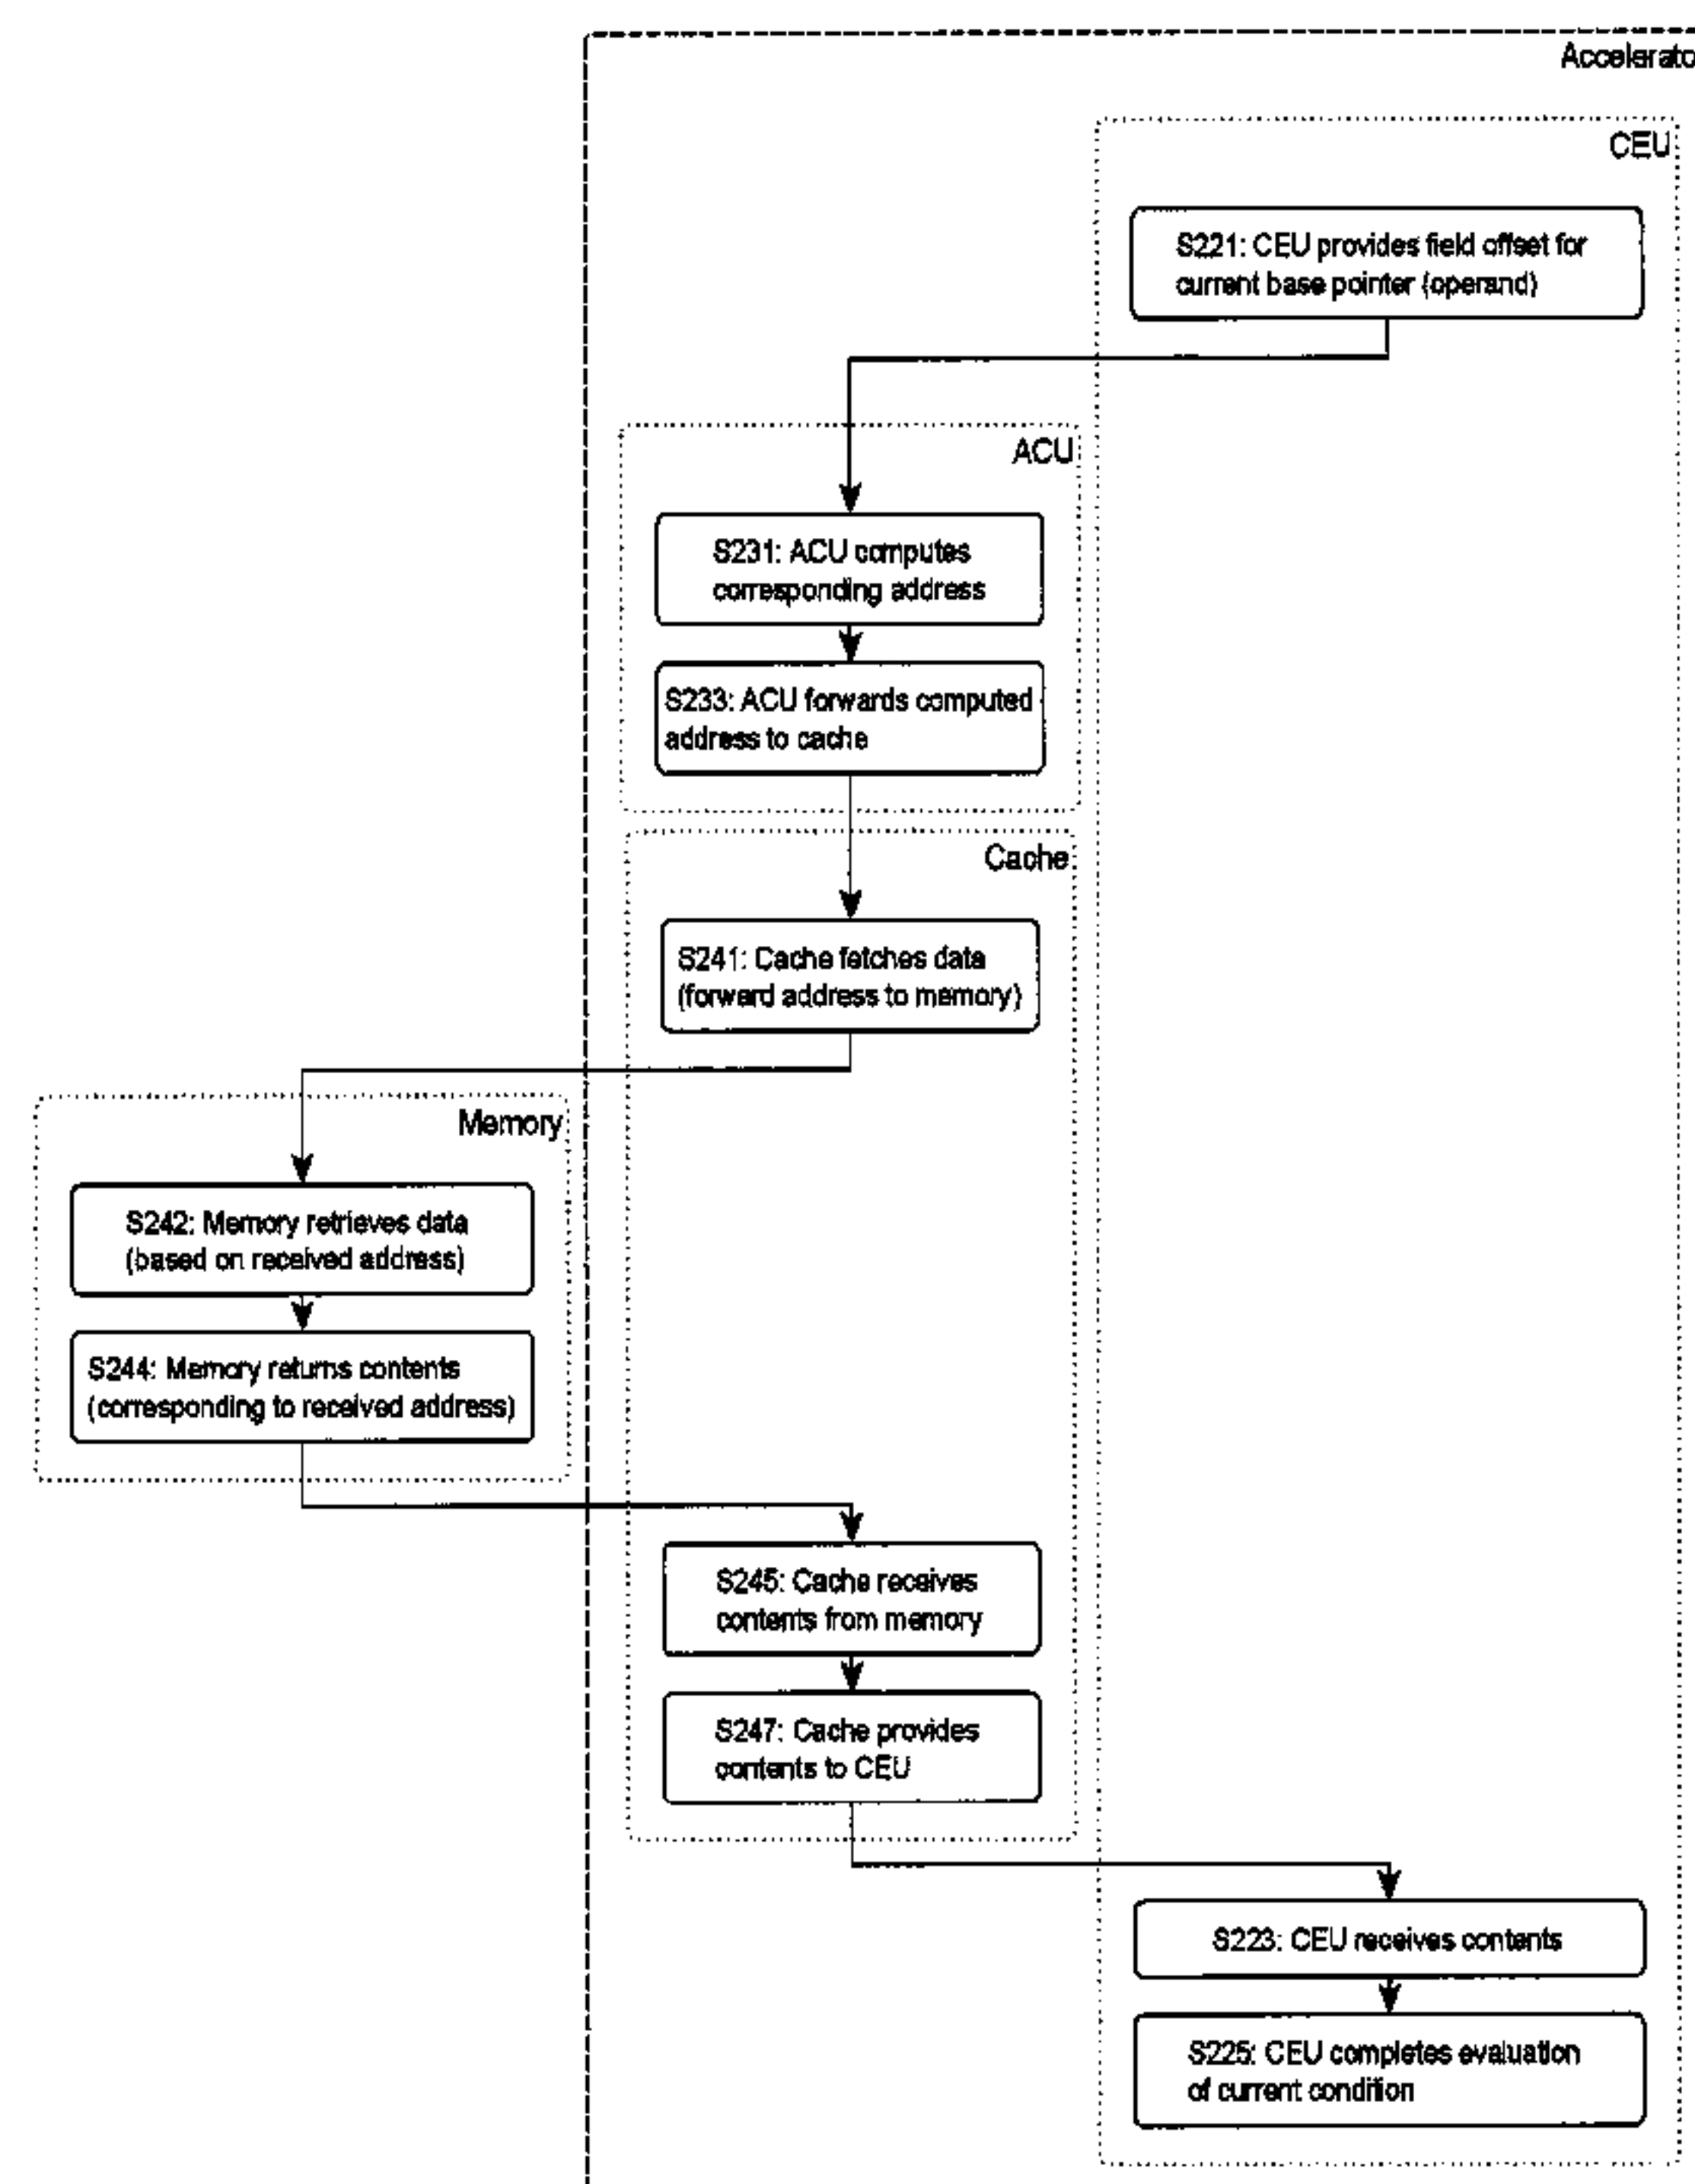 Accelerato
CEU
S221: CEU provides field offset for
current base pointer (operand)
ACU
S231: ACU computes
corresponding address
S233: ACU forwards computed
address to cache
Cache
S241: Cache fetches data
(forward address to memory)
Memory
S242: Memory retrieves data
(based on received address)
S244: Memory returns contents
(corresponding to received address)
S245: Cache receives
contents from memory
S247: Cache provides
contents to CEU
S223: CEU receives contents
S225: CEU completes evaluation
of current condition